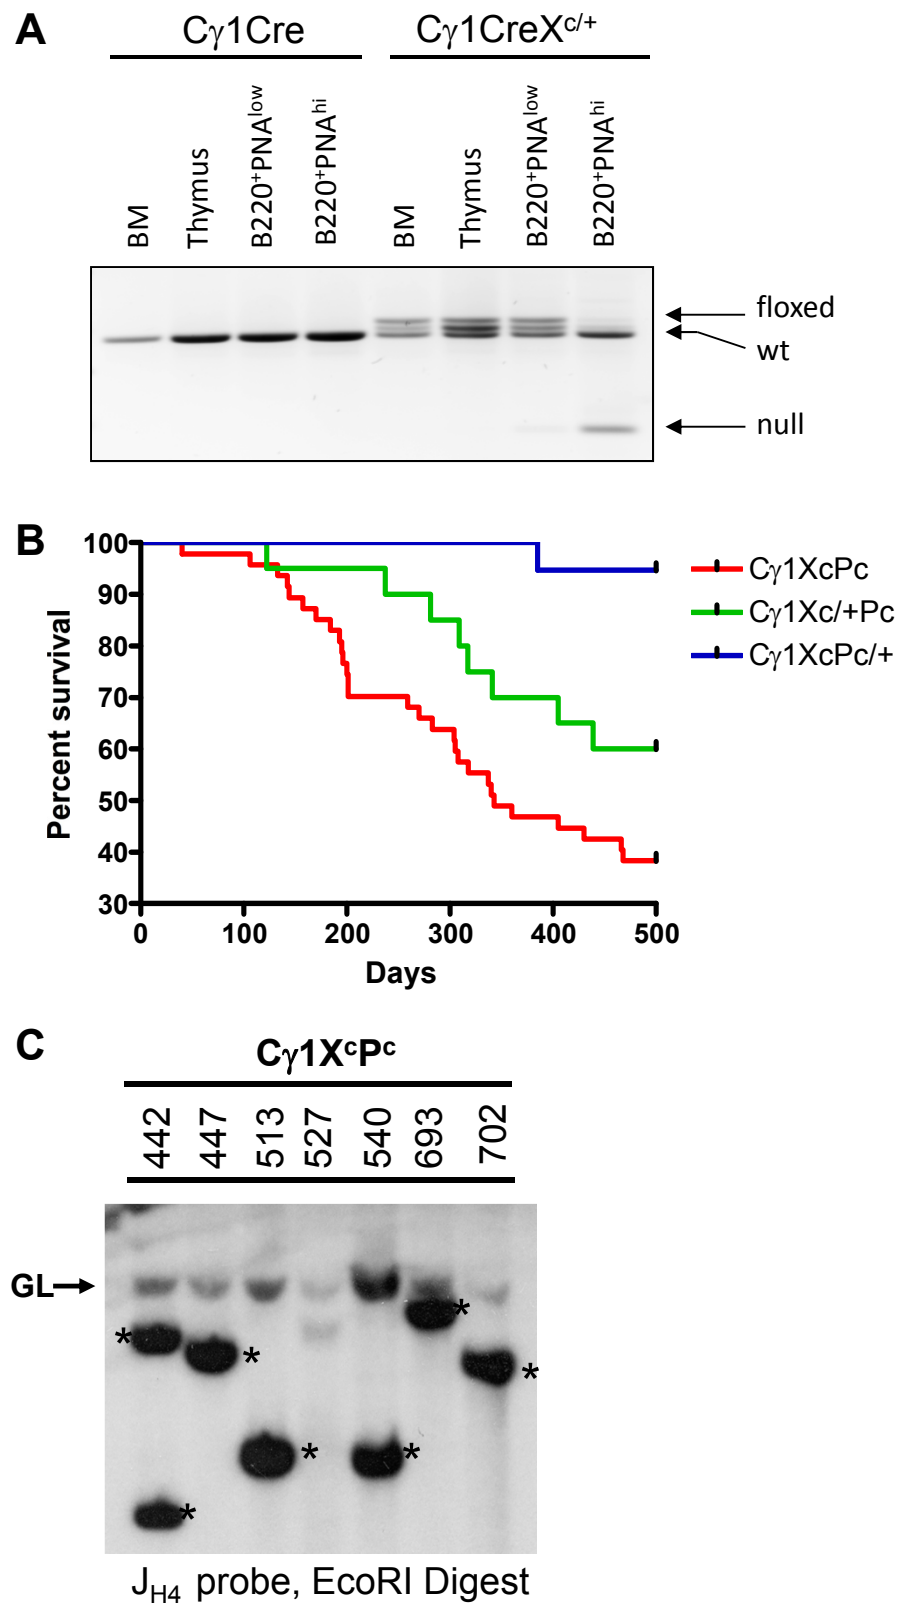 A
Cγ1Cre
Cγ1CreXᶜ/⁺
BM
Thymus
B220⁺PNAˡᵒʷ
B220⁺PNAʰⁱ
BM
Thymus
B220⁺PNAˡᵒʷ
B220⁺PNAʰⁱ
floxed
wt
null
B
100
90
80
70
60
50
40
30
Percent survival
0 100 200 300 400 500
Days
Cγ1XcPc
Cγ1Xc/+Pc
Cγ1XcPc/+
C
Cγ1XᶜPᶜ
442 447 513 527 540 693 702
GL
*
*
*
*
*
*
*
J_H4 probe, EcoRI Digest